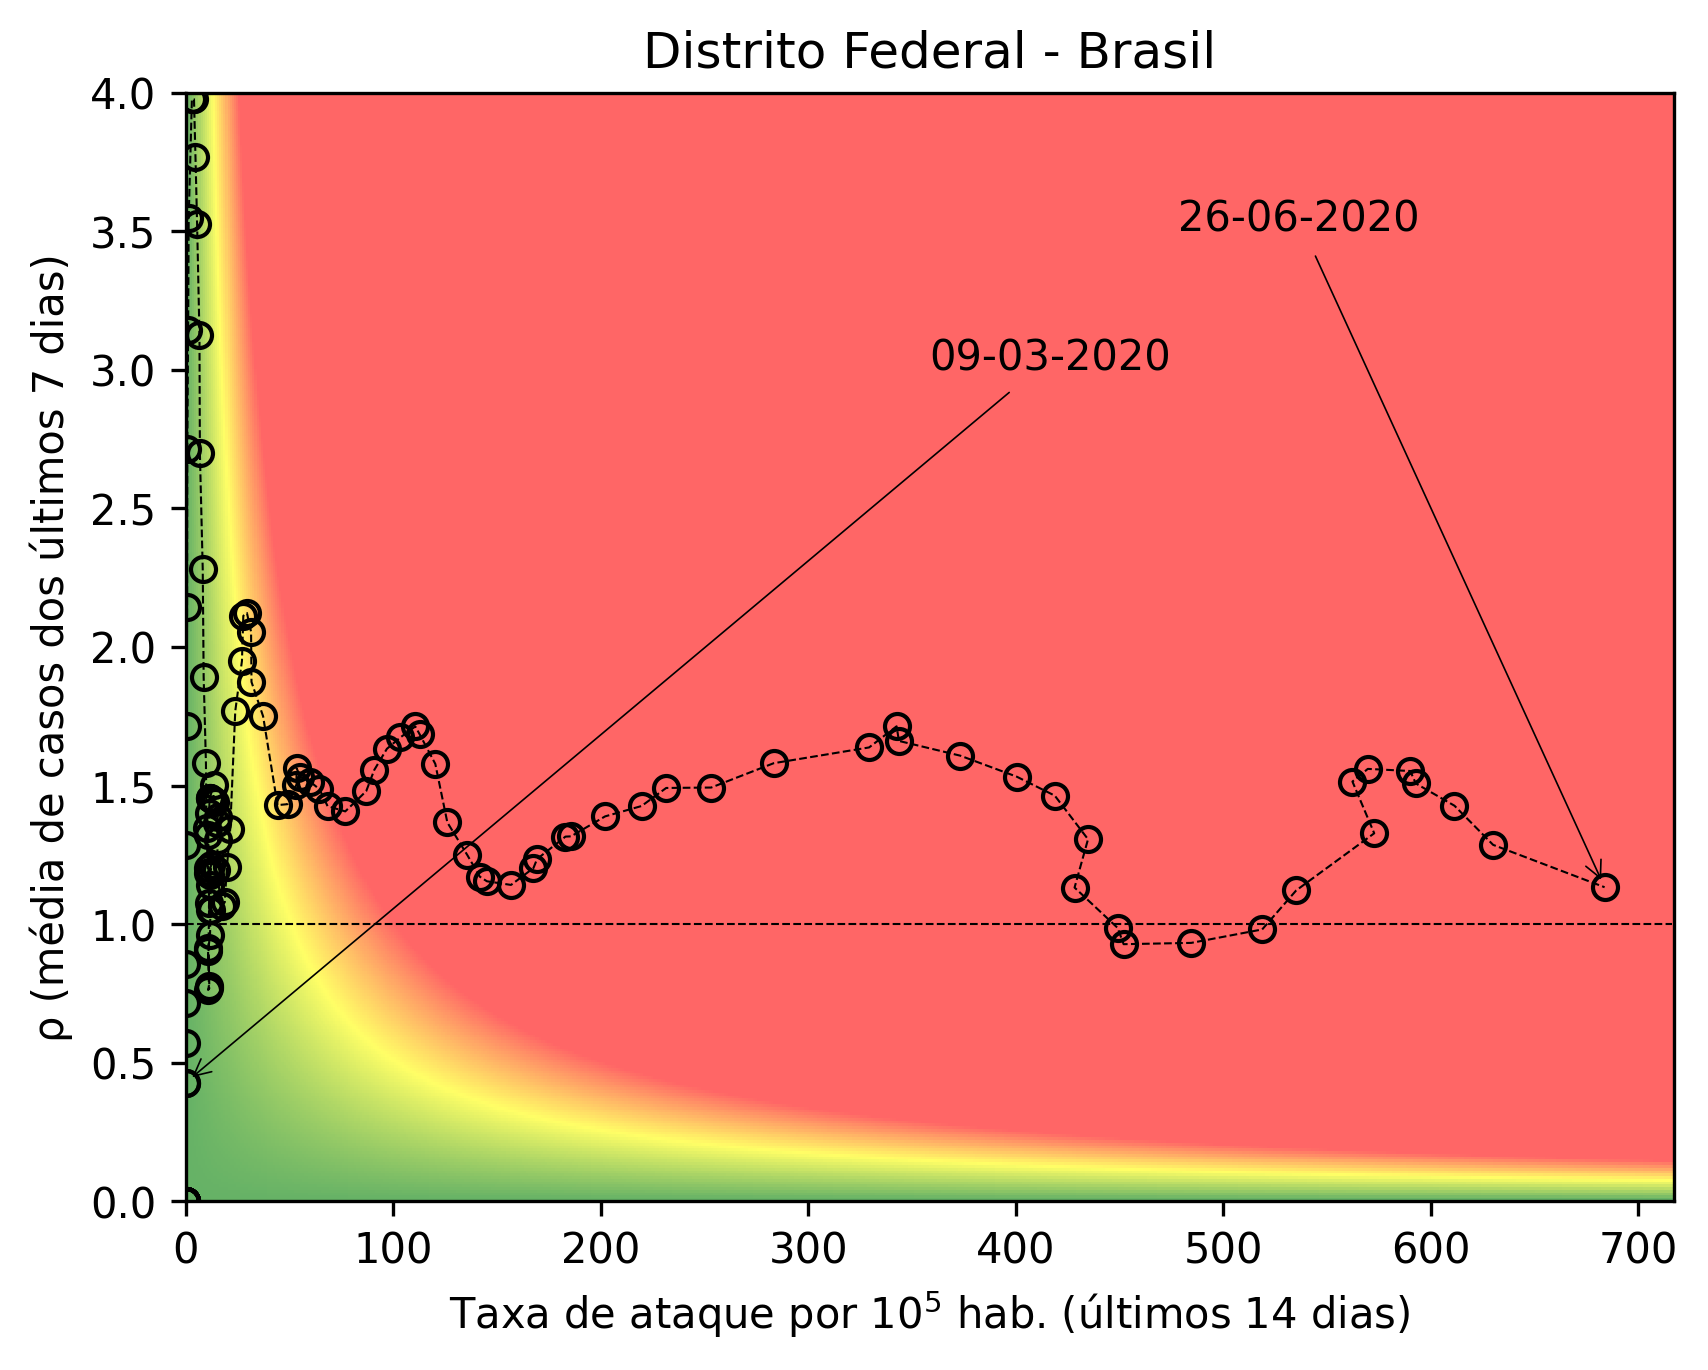 Distrito Federal - Brasil
4.0
3.5
3.0
2.5
2.0
1.5
1.0
0.5
0.0
ρ (média de casos dos últimos 7 dias)
26-06-2020
09-03-2020
0 100 200 300 400 500 600 700
Taxa de ataque por 10⁵ hab. (últimos 14 dias)